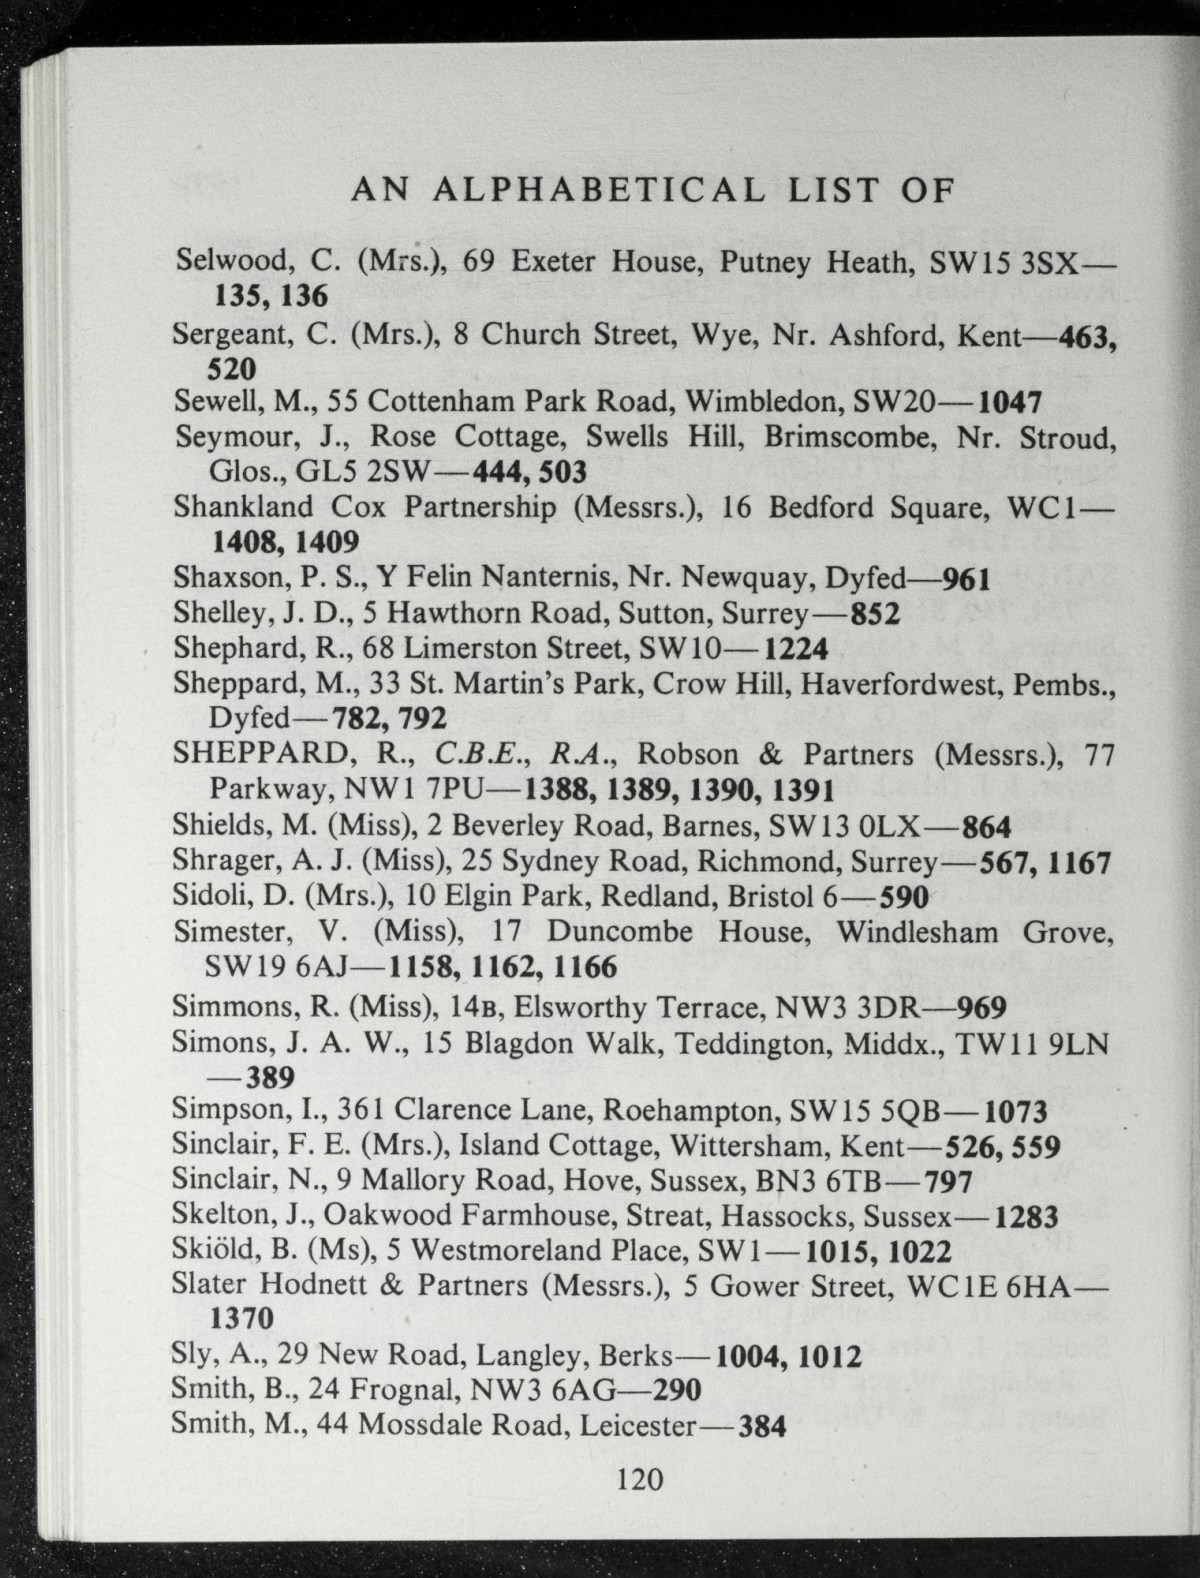 AN ALPHABETICAL LIST OF
Selwood, C. (Mrs.), 69 Exeter House, Putney Heath, SW15 3SX—
135, 136
Sergeant, C. (Mrs.), 8 Church Street, Wye, Nr. Ashford, Kent—463,
520
Sewell, M., 55 Cottenham Park Road, Wimbledon, SW20—1047
Seymour, J., Rose Cottage, Swells Hill, Brimscombe, Nr. Stroud,
Glos., GL5 2SW—444, 503
Shankland Cox Partnership (Messrs.), 16 Bedford Square, WC1—
1408, 1409
Shaxson, P. S., Y Felin Nanternis, Nr. Newquay, Dyfed—961
Shelley, J. D., 5 Hawthorn Road, Sutton, Surrey—852
Shephard, R., 68 Limerston Street, SW10—1224
Sheppard, M., 33 St. Martin's Park, Crow Hill, Haverfordwest, Pembs.,
Dyfed—782, 792
SHEPPARD, R., C.B.E., R.A., Robson & Partners (Messrs.), 77
Parkway, NW1 7PU—1388, 1389, 1390, 1391
Shields, M. (Miss), 2 Beverley Road, Barnes, SW13 0LX—864
Shrager, A. J. (Miss), 25 Sydney Road, Richmond, Surrey—567, 1167
Sidoli, D. (Mrs.), 10 Elgin Park, Redland, Bristol 6—590
Simester, V. (Miss), 17 Duncombe House, Windlesham Grove,
SW19 6AJ—1158, 1162, 1166
Simmons, R. (Miss), 14B, Elsworthy Terrace, NW3 3DR—969
Simons, J. A. W., 15 Blagdon Walk, Teddington, Middx., TW11 9LN
—389
Simpson, I., 361 Clarence Lane, Roehampton, SW15 5QB—1073
Sinclair, F. E. (Mrs.), Island Cottage, Wittersham, Kent—526, 559
Sinclair, N., 9 Mallory Road, Hove, Sussex, BN3 6TB—797
Skelton, J., Oakwood Farmhouse, Streat, Hassocks, Sussex—1283
Skiöld, B. (Ms), 5 Westmoreland Place, SW1—1015, 1022
Slater Hodnett & Partners (Messrs.), 5 Gower Street, WC1E 6HA—
1370
Sly, A., 29 New Road, Langley, Berks—1004, 1012
Smith, B., 24 Frognal, NW3 6AG—290
Smith, M., 44 Mossdale Road, Leicester—384
120